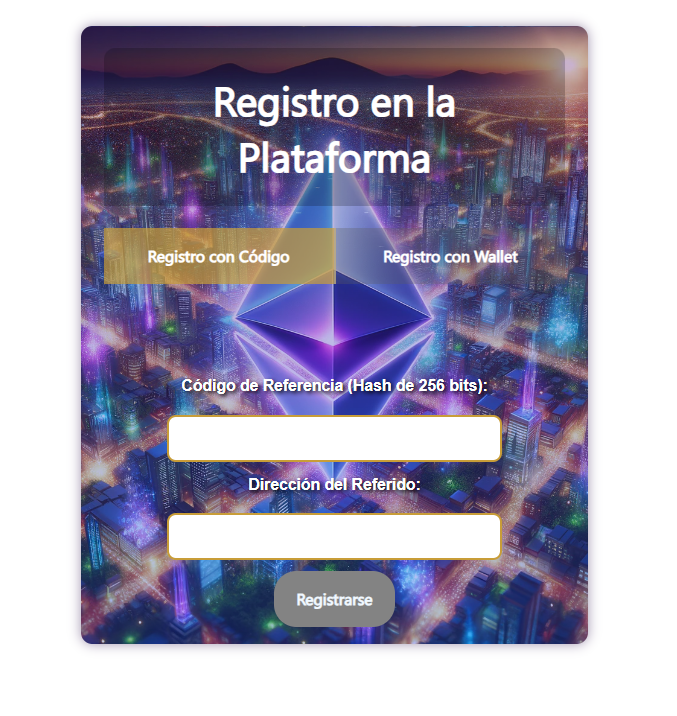 Registro en la
Plataforma
Registro con Código
Registro con Wallet
Código de Referencia (Hash de 256 bits):
Dirección del Referido:
Registrarse